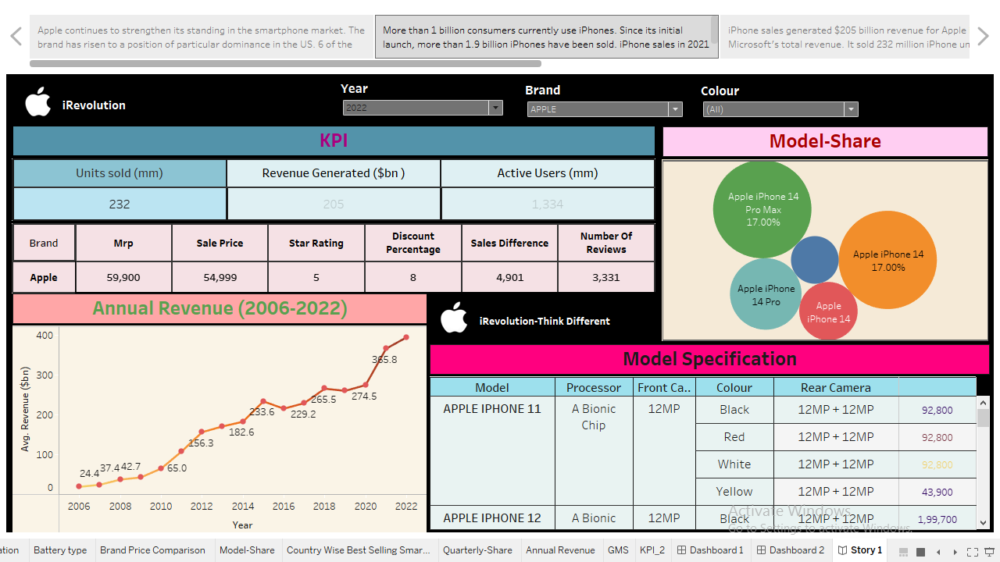 Apple continues to strengthen its standing in the smartphone market. The
brand has risen to a position of particular dominance in the US. 6 of the
More than 1 billion consumers currently use iPhones. Since its initial
launch, more than 1.9 billion iPhones have been sold. iPhone sales in 2021
iPhone sales generated $205 billion revenue for Apple
Microsoft's total revenue. It sold 232 million iPhone un
iRevolution
Year
2022
Brand
APPLE
Colour
(All)
KPI
Units sold (mm) Revenue Generated ($bn ) Active Users (mm)
232 205 1,334
Brand Mrp Sale Price Star Rating Discount Percentage Sales Difference Number Of Reviews
Apple 59,900 54,999 5 8 4,901 3,331
Model-Share
Apple iPhone 14
Pro Max
17.00%
Apple iPhone 14
17.00%
Apple iPhone
14 Pro
Apple
iPhone 14
Annual Revenue (2006-2022)
Avg. Revenue ($bn)
400
300
200
100
0
24.4 37.4 42.7 65.0 156.3 182.6 233.6 229.2 265.5 274.5 365.8
2006 2008 2010 2012 2014 2016 2018 2020 2022
Year
iRevolution-Think Different
Model Specification
Model Processor Front Ca.. Colour Rear Camera
APPLE IPHONE 11 A Bionic Chip 12MP Black 12MP + 12MP 92,800
Red 12MP + 12MP 92,800
White 12MP + 12MP 92,800
Yellow 12MP + 12MP 43,900
APPLE IPHONE 12 A Bionic 12MP Black 12MP + 12MP 1,99,700
Activate Windows
Go to Settings to activate Windows.
ation Battery type Brand Price Comparison Model-Share Country Wise Best Selling Smar... Quarterly-Share Annual Revenue GMS KPI_2 Dashboard 1 Dashboard 2 Story 1